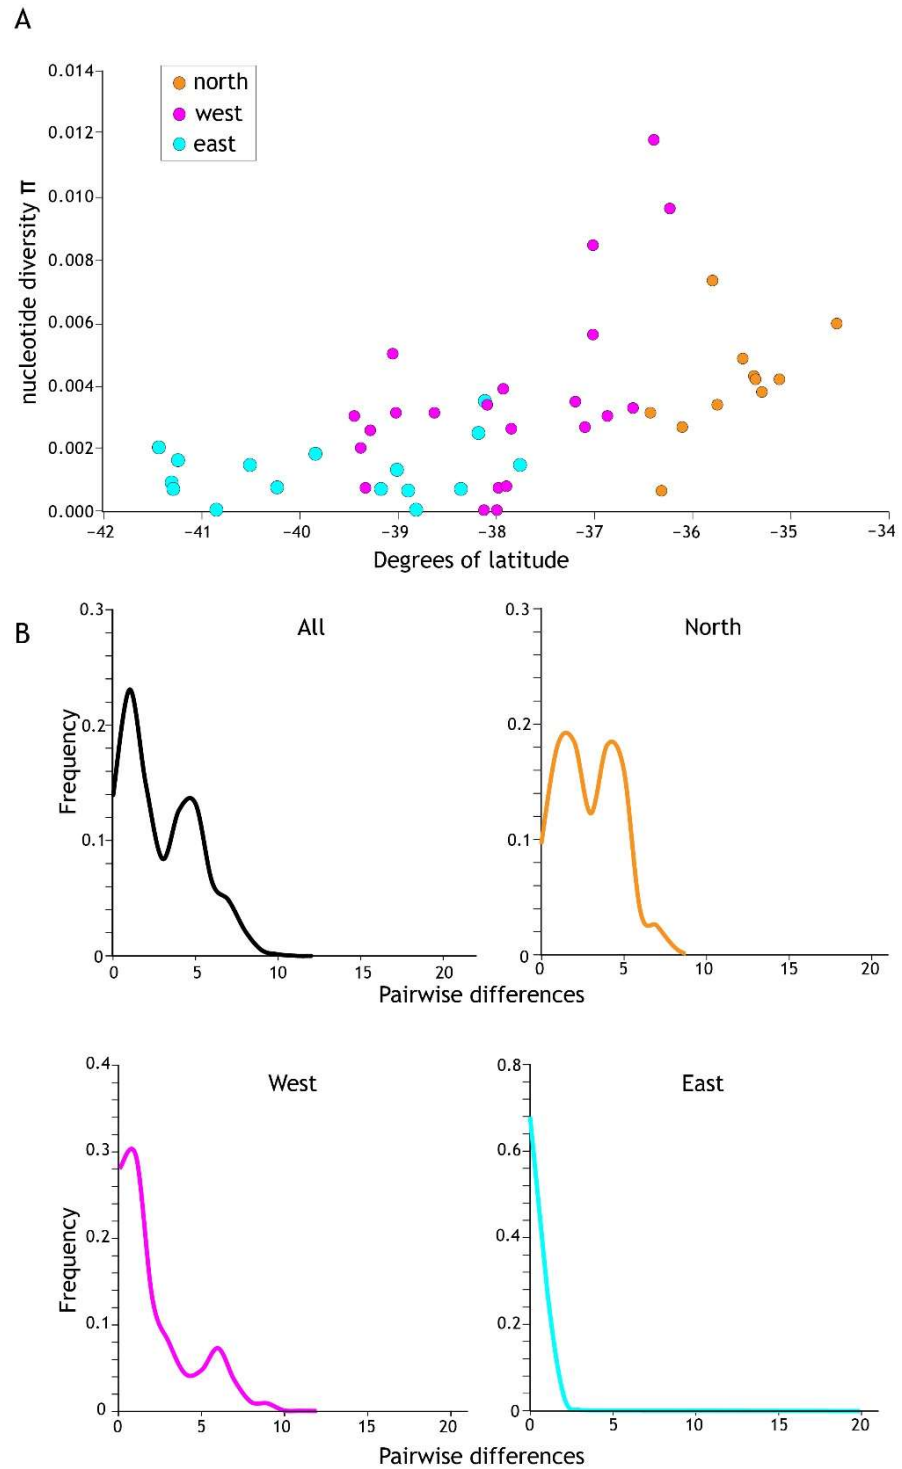 A
nucleotide diversity π
0.014
0.012
0.010
0.008
0.006
0.004
0.002
0.000
north
west
east
−42 −41 −40 −39 −38 −37 −36 −35 −34
Degrees of latitude
B
All
Frequency
0.3
0.2
0.1
0
0 5 10 15 20
North
0.3
0.2
0.1
0
0 5 10 15 20
Pairwise differences
West
Frequency
0.4
0.3
0.2
0.1
0
0 5 10 15 20
East
0.8
0.6
0.4
0.2
0
0 5 10 15 20
Pairwise differences